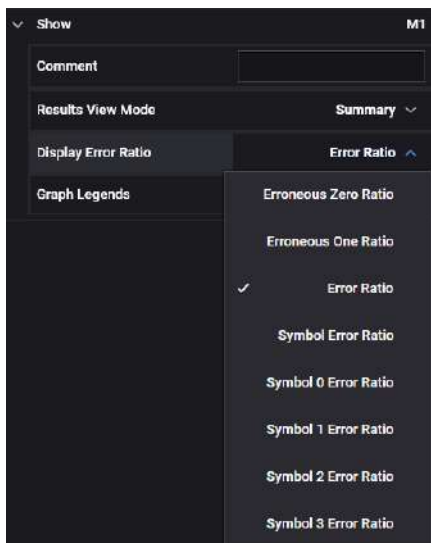 Show M1
Comment
Results View Mode Summary
Display Error Ratio Error Ratio
Graph Legends
Erroneous Zero Ratio
Erroneous One Ratio
Error Ratio
Symbol Error Ratio
Symbol 0 Error Ratio
Symbol 1 Error Ratio
Symbol 2 Error Ratio
Symbol 3 Error Ratio